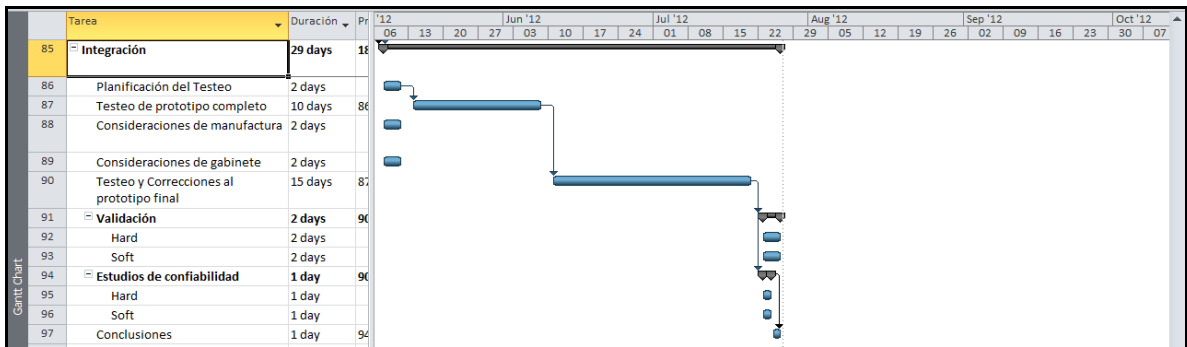 Tarea Duración Pr '12 Jun '12 Jul '12 Aug '12 Sep '12 Oct '12
06 13 20 27 03 10 17 24 01 08 15 22 29 05 12 19 26 02 09 16 23 30 07
85 Integración 29 days 18
86 Planificación del Testeo 2 days
87 Testeo de prototipo completo 10 days 86
88 Consideraciones de manufactura 2 days
89 Consideraciones de gabinete 2 days
90 Testeo y Correcciones al 15 days 87
prototipo final
91 Validación 2 days 90
92 Hard 2 days
93 Soft 2 days
94 Estudios de confiabilidad 1 day 90
95 Hard 1 day
96 Soft 1 day
97 Conclusiones 1 day 94
Gantt Chart